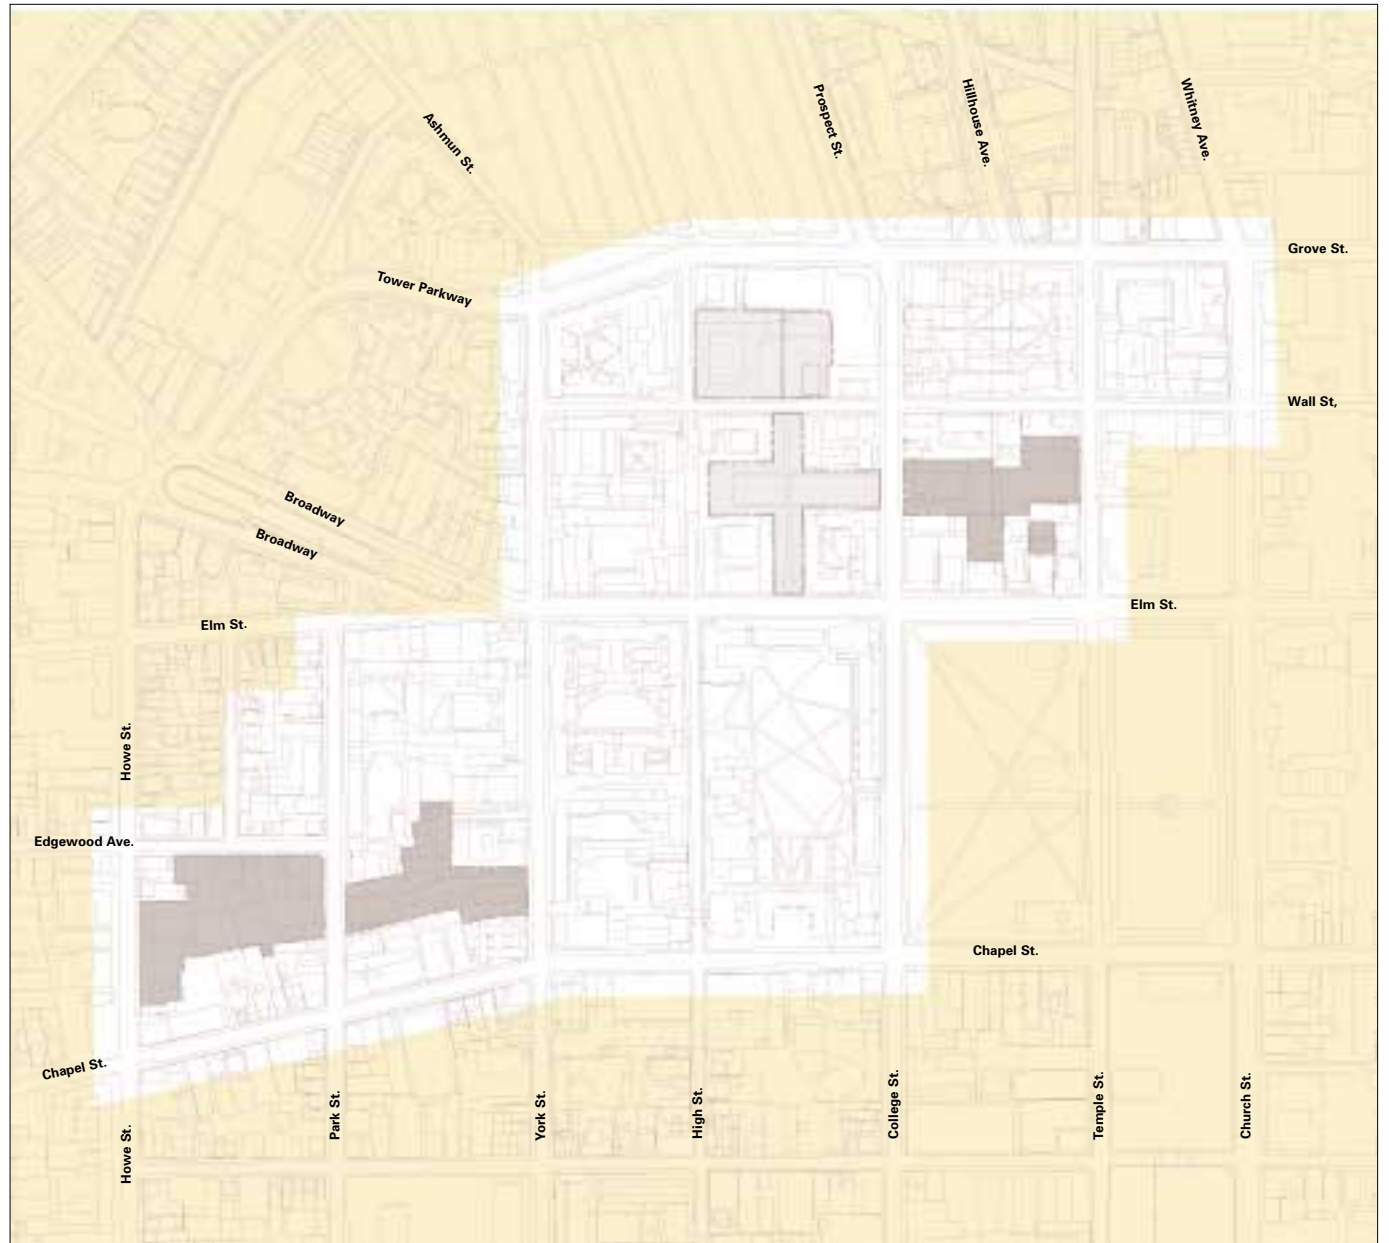 Ashmun St.
Prospect St.
Hillhouse Ave.
Whitney Ave.
Grove St.
Tower Parkway
Wall St,
Broadway
Broadway
Elm St.
Elm St.
Howe St.
Edgewood Ave.
Chapel St.
Chapel St.
Howe St.
Park St.
York St.
High St.
College St.
Temple St.
Church St.